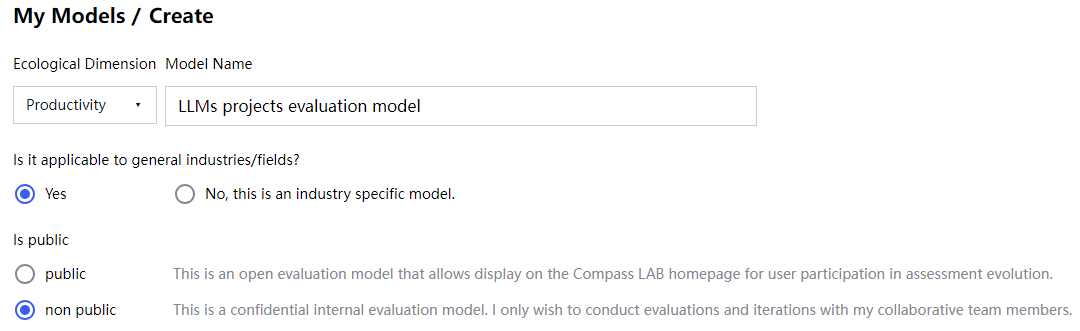 My Models / Create
Ecological Dimension Model Name
Productivity LLMs projects evaluation model
Is it applicable to general industries/fields?
Yes No, this is an industry specific model.
Is public
public This is an open evaluation model that allows display on the Compass LAB homepage for user participation in assessment evolution.
non public This is a confidential internal evaluation model. I only wish to conduct evaluations and iterations with my collaborative team members.